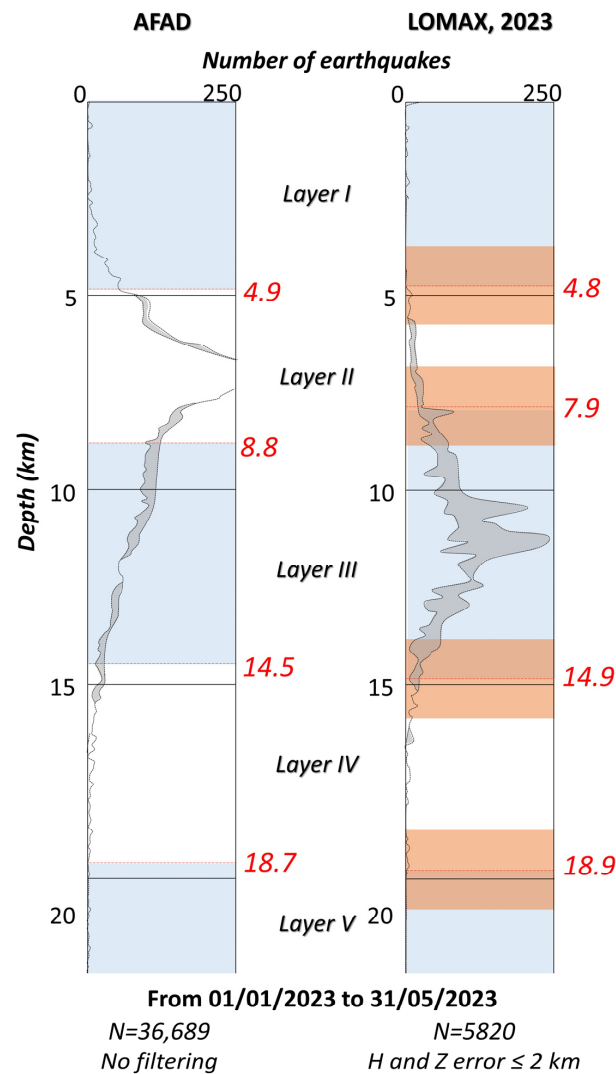 AFAD LOMAX, 2023
Number of earthquakes
0 250 0 250
Layer I
4.9 4.8
5 5
Layer II
7.9
8.8
Depth (km)
10 10
Layer III
14.5 14.9
15 15
Layer IV
18.7 18.9
20 20
Layer V
From 01/01/2023 to 31/05/2023
N=36,689 N=5820
No filtering H and Z error ≤ 2 km